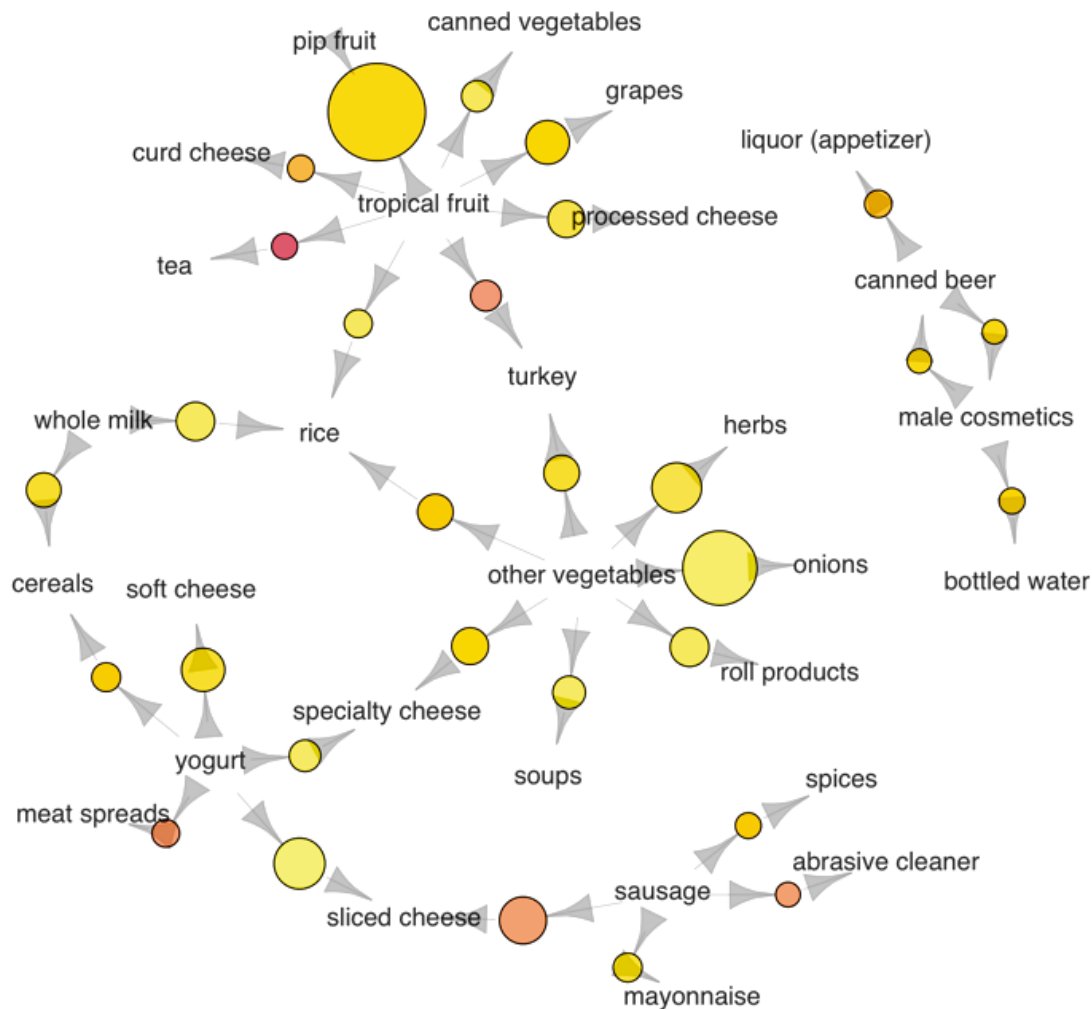 canned vegetables
pip fruit
grapes
liquor (appetizer)
curd cheese
tropical fruit
processed cheese
tea
canned beer
turkey
whole milk
rice
herbs
male cosmetics
other vegetables
onions
cereals
soft cheese
bottled water
roll products
specialty cheese
yogurt
soups
spices
meat spreads
abrasive cleaner
sausage
sliced cheese
mayonnaise